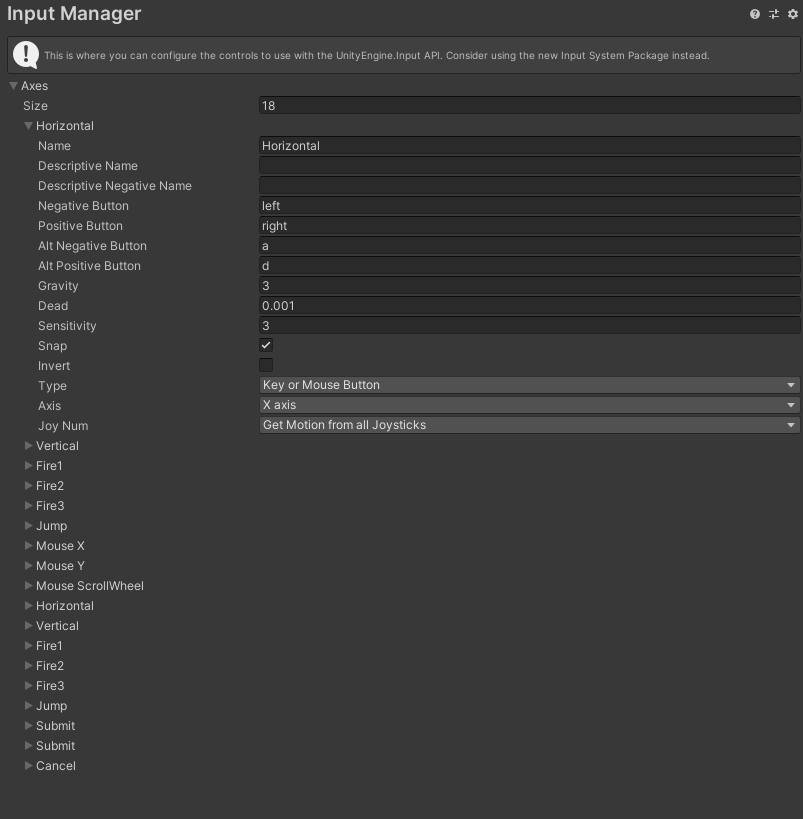 Input Manager
This is where you can configure the controls to use with the UnityEngine.Input API. Consider using the new Input System Package instead.
Axes
Size 18
Horizontal
Name Horizontal
Descriptive Name
Descriptive Negative Name
Negative Button left
Positive Button right
Alt Negative Button a
Alt Positive Button d
Gravity 3
Dead 0.001
Sensitivity 3
Snap
Invert
Type Key or Mouse Button
Axis X axis
Joy Num Get Motion from all Joysticks
Vertical
Fire1
Fire2
Fire3
Jump
Mouse X
Mouse Y
Mouse ScrollWheel
Horizontal
Vertical
Fire1
Fire2
Fire3
Jump
Submit
Submit
Cancel